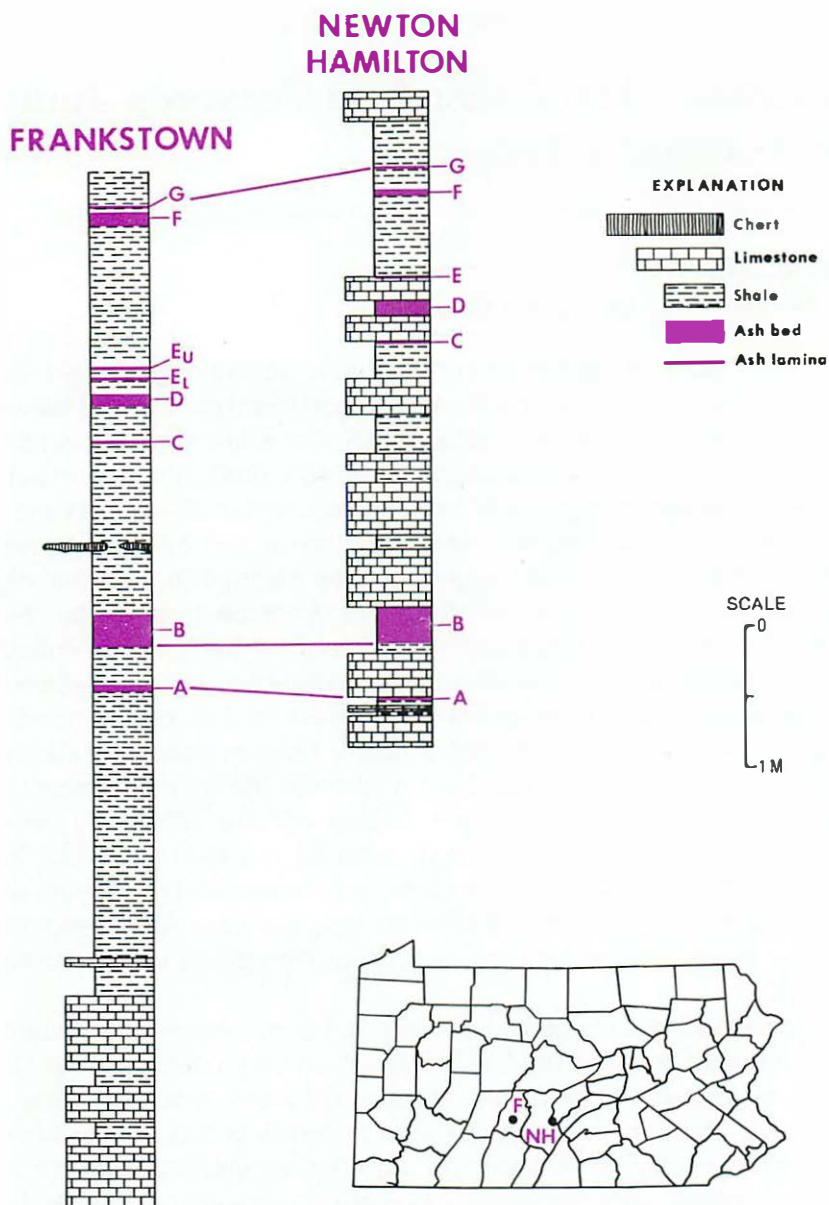 NEWTON
HAMILTON
FRANKSTOWN
G
F
E
D
C
B
A
G
F
EU
EL
D
C
B
A
EXPLANATION
Chert
Limestone
Shale
Ash bed
Ash lamina
SCALE
0
1 M
F
NH